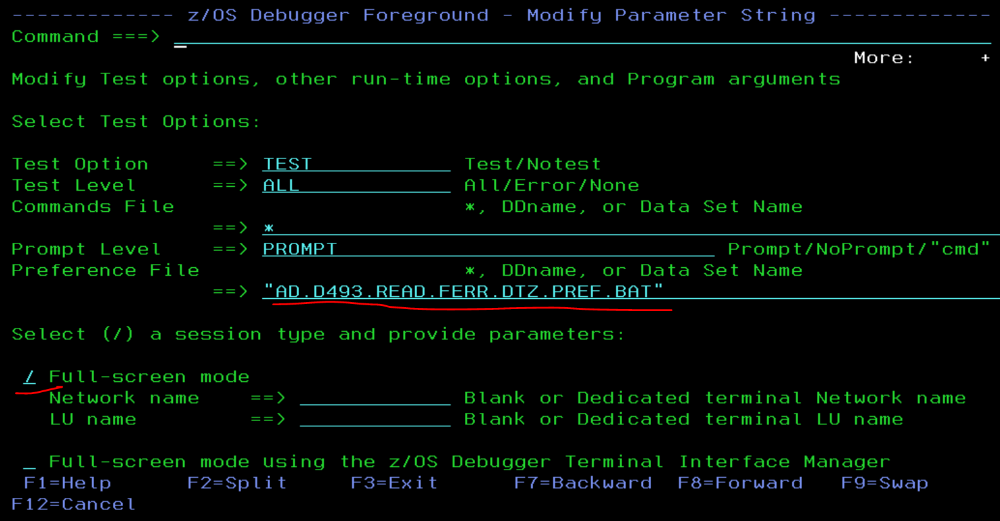 ------------- z/OS Debugger Foreground - Modify Parameter String -------------
Command ===>
More:     +
Modify Test options, other run-time options, and Program arguments
Select Test Options:
Test Option     ==> TEST            Test/Notest
Test Level      ==> ALL             All/Error/None
Commands File                       *, DDname, or Data Set Name
                ==> *
Prompt Level    ==> PROMPT                               Prompt/NoPrompt/"cmd"
Preference File                     *, DDname, or Data Set Name
                ==> "AD.D493.READ.FERR.DTZ.PREF.BAT"
Select (/) a session type and provide parameters:
/ Full-screen mode
Network name    ==>              Blank or Dedicated terminal Network name
LU name         ==>              Blank or Dedicated terminal LU name
_ Full-screen mode using the z/OS Debugger Terminal Interface Manager
F1=Help      F2=Split     F3=Exit      F7=Backward  F8=Forward   F9=Swap
F12=Cancel